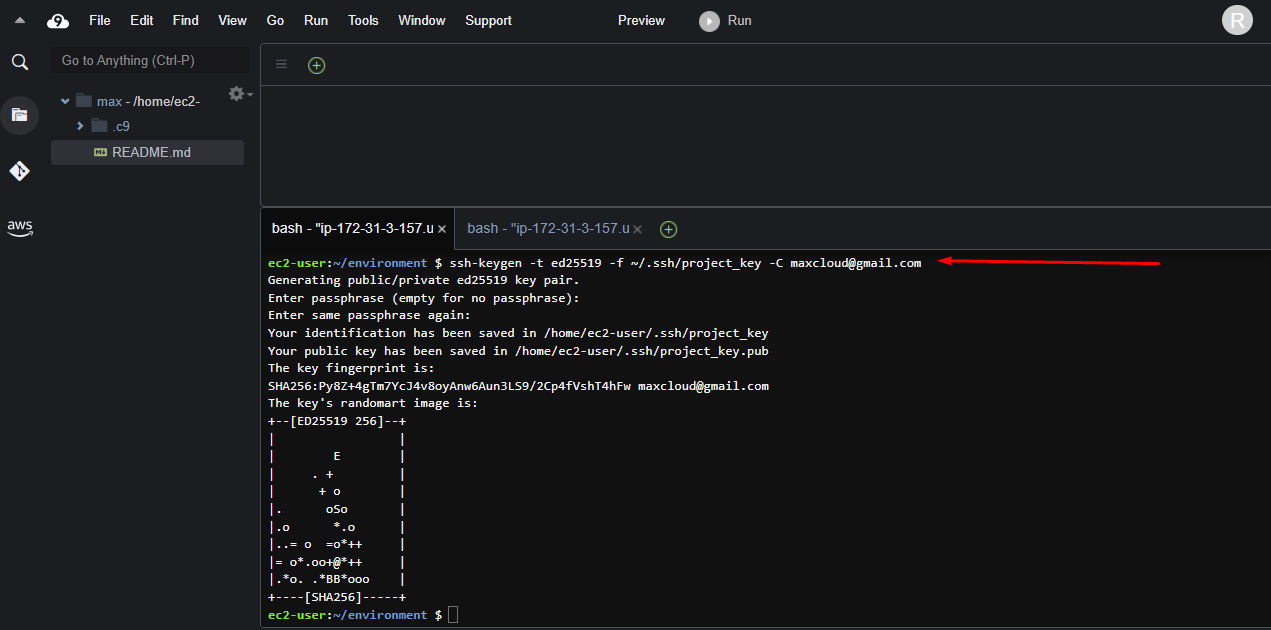 File Edit Find View Go Run Tools Window Support Preview Run R
Go to Anything (Ctrl-P)
max - /home/ec2-
.c9
README.md
aws
bash - "ip-172-31-3-157.u × bash - "ip-172-31-3-157.u ×
ec2-user:~/environment $ ssh-keygen -t ed25519 -f ~/.ssh/project_key -C maxcloud@gmail.com
Generating public/private ed25519 key pair.
Enter passphrase (empty for no passphrase):
Enter same passphrase again:
Your identification has been saved in /home/ec2-user/.ssh/project_key
Your public key has been saved in /home/ec2-user/.ssh/project_key.pub
The key fingerprint is:
SHA256:Py8Z+4gTm7YcJ4v8oyAnw6Aun3LS9/2Cp4fVshT4hFw maxcloud@gmail.com
The key's randomart image is:
+--[ED25519 256]--+
|                 |
|        E        |
|     . +         |
|      + o        |
|.      oSo       |
|.o      *.o      |
|..= o  =o*++     |
|= o*.oo+@*++     |
|.*o. .*BB*ooo    |
+----[SHA256]-----+
ec2-user:~/environment $